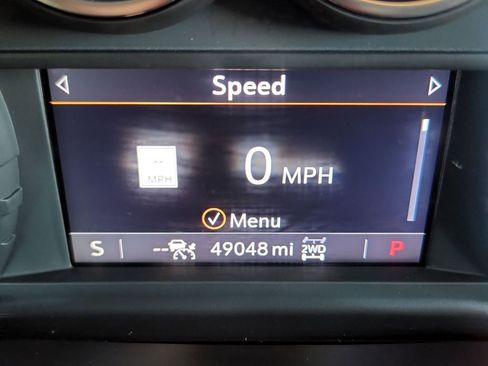 Speed
--
MPH
0 MPH
Menu
S -- 49048 mi 2WD P